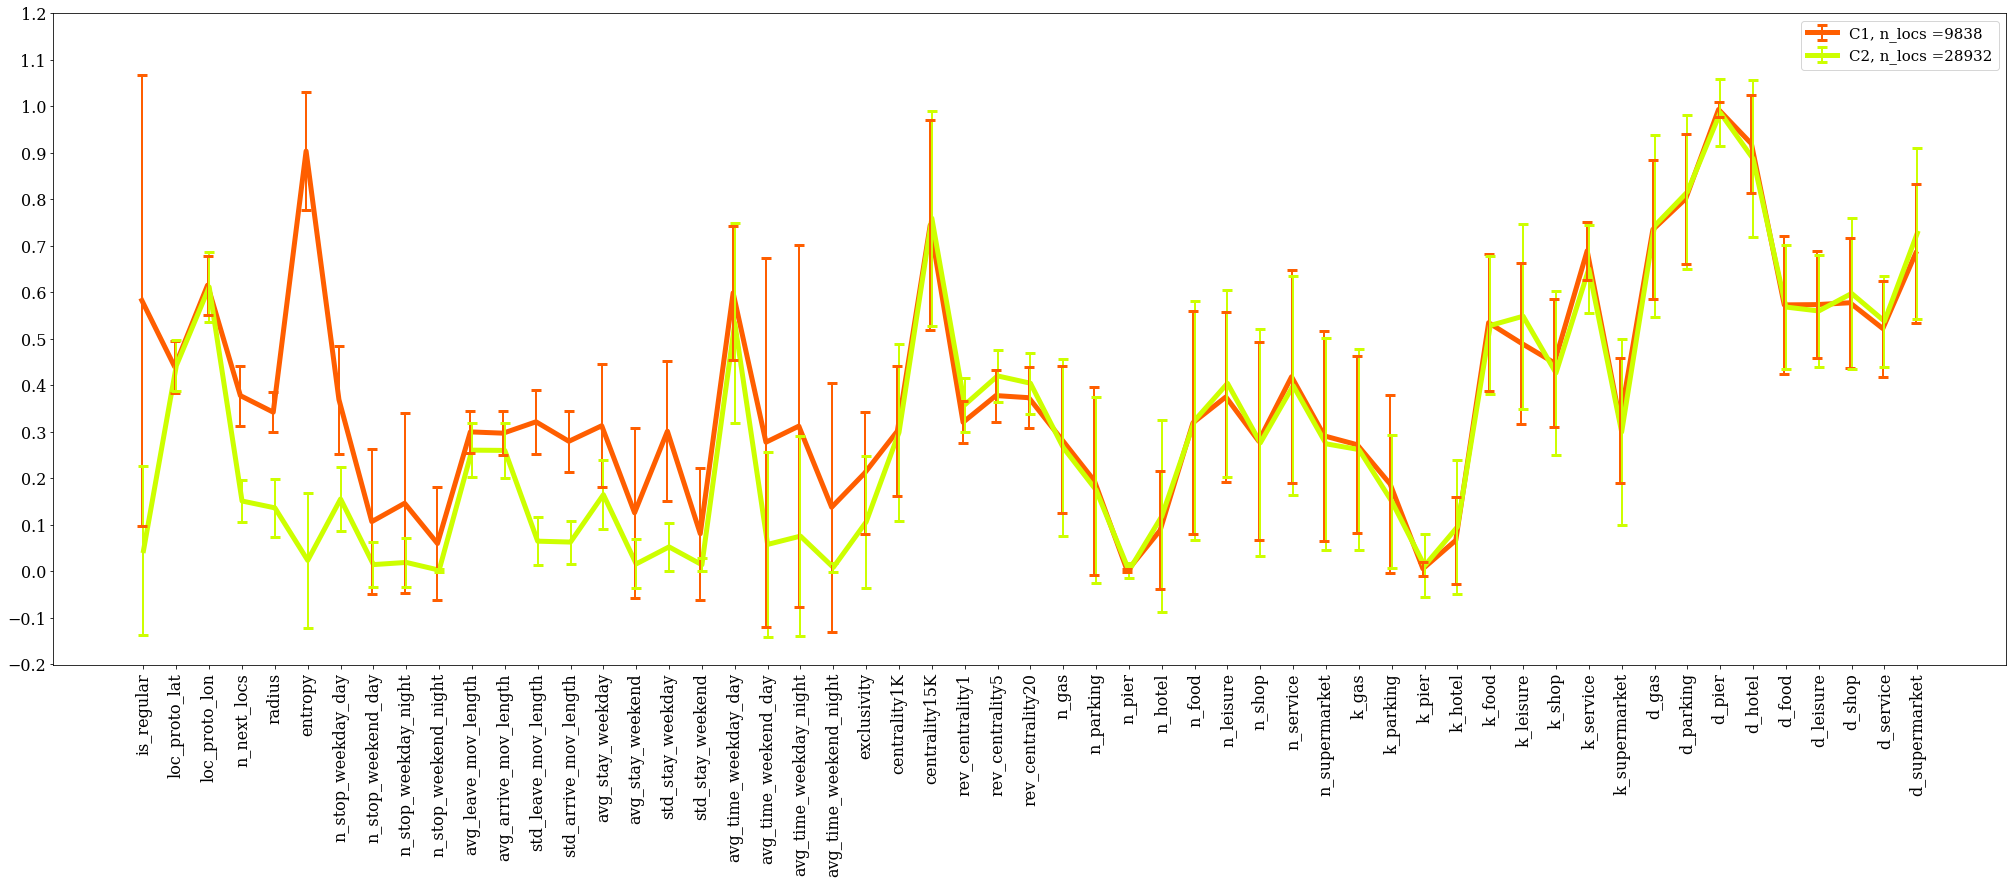 1.2
1.1
1.0
0.9
0.8
0.7
0.6
0.5
0.4
0.3
0.2
0.1
0.0
−0.1
−0.2
C1, n_locs =9838
C2, n_locs =28932
is_regular
loc_proto_lat
loc_proto_lon
n_next_locs
radius
entropy
n_stop_weekday_day
n_stop_weekend_day
n_stop_weekday_night
n_stop_weekend_night
avg_leave_mov_length
avg_arrive_mov_length
std_leave_mov_length
std_arrive_mov_length
avg_stay_weekday
avg_stay_weekend
std_stay_weekday
std_stay_weekend
avg_time_weekday_day
avg_time_weekend_day
avg_time_weekday_night
avg_time_weekend_night
exclusivity
centrality1K
centrality15K
rev_centrality1
rev_centrality5
rev_centrality20
n_gas
n_parking
n_pier
n_hotel
n_food
n_leisure
n_shop
n_service
n_supermarket
k_gas
k_parking
k_pier
k_hotel
k_food
k_leisure
k_shop
k_service
k_supermarket
d_gas
d_parking
d_pier
d_hotel
d_food
d_leisure
d_shop
d_service
d_supermarket